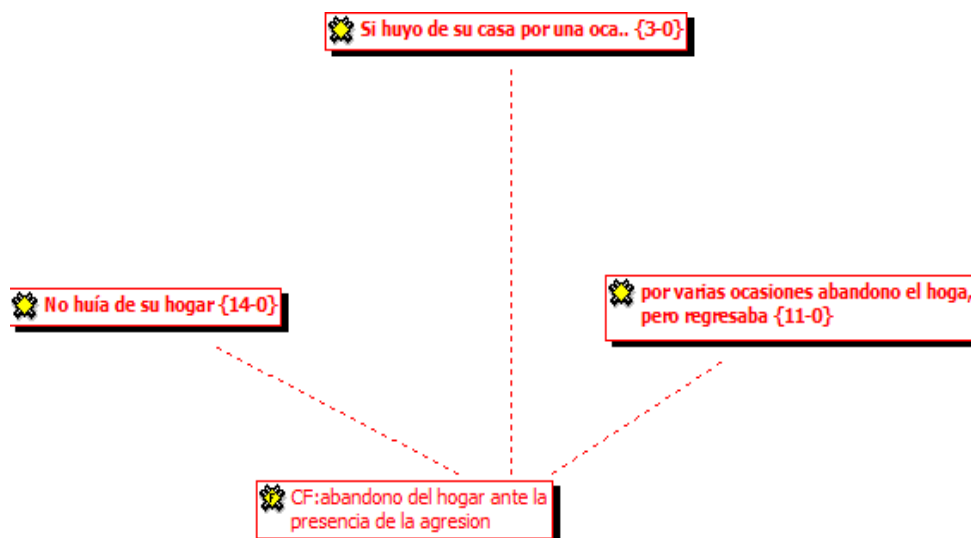 Si huyo de su casa por una oca.. {3-0}
No huía de su hogar {14-0}
por varias ocasiones abandono el hoga,
pero regresaba {11-0}
CF:abandono del hogar ante la
presencia de la agresion